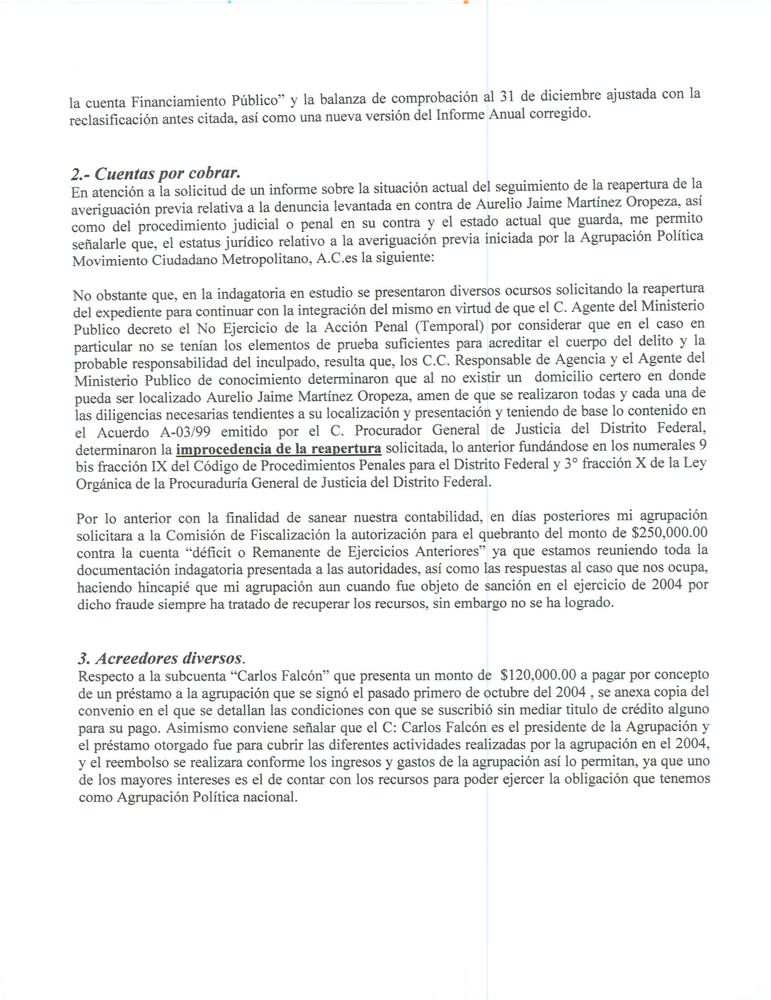 la cuenta Financiamiento Público” y la balanza de comprobación al 31 de diciembre ajustada con la
reclasificación antes citada, así como una nueva versión del Informe Anual corregido.
2.- Cuentas por cobrar.
En atención a la solicitud de un informe sobre la situación actual del seguimiento de la reapertura de la
averiguación previa relativa a la denuncia levantada en contra de Aurelio Jaime Martínez Oropeza, así
como del procedimiento judicial o penal en su contra y el estado actual que guarda, me permito
señalarle que, el estatus jurídico relativo a la averiguación previa iniciada por la Agrupación Política
Movimiento Ciudadano Metropolitano, A.C.es la siguiente:
No obstante que, en la indagatoria en estudio se presentaron diversos ocursos solicitando la reapertura
del expediente para continuar con la integración del mismo en virtud de que el C. Agente del Ministerio
Publico decreto el No Ejercicio de la Acción Penal (Temporal) por considerar que en el caso en
particular no se tenían los elementos de prueba suficientes para acreditar el cuerpo del delito y la
probable responsabilidad del inculpado, resulta que, los C.C. Responsable de Agencia y el Agente del
Ministerio Publico de conocimiento determinaron que al no existir un domicilio certero en donde
pueda ser localizado Aurelio Jaime Martínez Oropeza, amen de que se realizaron todas y cada una de
las diligencias necesarias tendientes a su localización y presentación y teniendo de base lo contenido en
el Acuerdo A-03/99 emitido por el C. Procurador General de Justicia del Distrito Federal,
determinaron la improcedencia de la reapertura solicitada, lo anterior fundándose en los numerales 9
bis fracción IX del Código de Procedimientos Penales para el Distrito Federal y 3° fracción X de la Ley
Orgánica de la Procuraduría General de Justicia del Distrito Federal.
Por lo anterior con la finalidad de sanear nuestra contabilidad, en días posteriores mi agrupación
solicitara a la Comisión de Fiscalización la autorización para el quebranto del monto de $250,000.00
contra la cuenta “déficit o Remanente de Ejercicios Anteriores” ya que estamos reuniendo toda la
documentación indagatoria presentada a las autoridades, así como las respuestas al caso que nos ocupa,
haciendo hincapié que mi agrupación aun cuando fue objeto de sanción en el ejercicio de 2004 por
dicho fraude siempre ha tratado de recuperar los recursos, sin embargo no se ha logrado.
3. Acreedores diversos.
Respecto a la subcuenta “Carlos Falcón” que presenta un monto de $120,000.00 a pagar por concepto
de un préstamo a la agrupación que se signó el pasado primero de octubre del 2004 , se anexa copia del
convenio en el que se detallan las condiciones con que se suscribió sin mediar titulo de crédito alguno
para su pago. Asimismo conviene señalar que el C: Carlos Falcón es el presidente de la Agrupación y
el préstamo otorgado fue para cubrir las diferentes actividades realizadas por la agrupación en el 2004,
y el reembolso se realizara conforme los ingresos y gastos de la agrupación así lo permitan, ya que uno
de los mayores intereses es el de contar con los recursos para poder ejercer la obligación que tenemos
como Agrupación Política nacional.